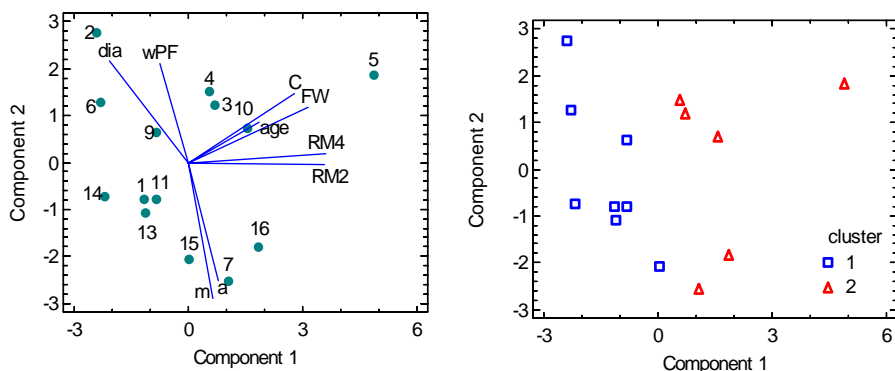 3
2
1
0
-1
-2
-3
-3 0 3 6
Component 2
Component 1
2
dia
wPF
5
4
C
3
10
FW
6
9
age
RM4
RM2
14
1
11
13
15
16
7
m
a
3
2
1
0
-1
-2
-3
-3 0 3 6
Component 2
Component 1
cluster
1
2